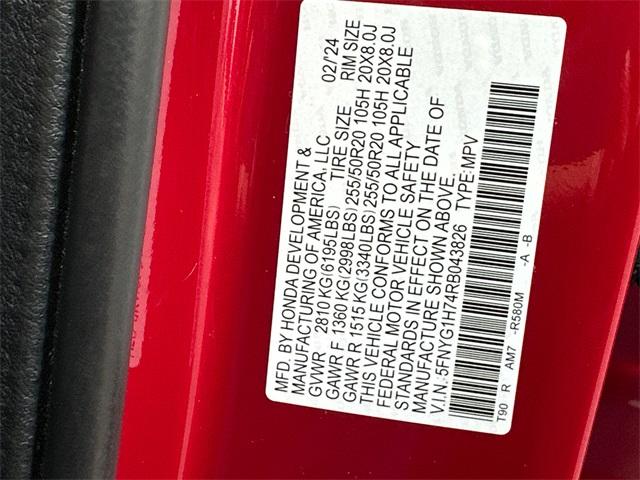 MFD. BY HONDA DEVELOPMENT &
MANUFACTURING OF AMERICA, LLC 02/'24
GVWR 2810 KG(6195LBS) TIRE SIZE RIM SIZE
GAWR F 1360 KG(2998LBS) 255/50R20 105H 20X8.0J
GAWR R 1515 KG(3340LBS) 255/50R20 105H 20X8.0J
THIS VEHICLE CONFORMS TO ALL APPLICABLE
FEDERAL MOTOR VEHICLE SAFETY
STANDARDS IN EFFECT ON THE DATE OF
MANUFACTURE SHOWN ABOVE.
V.I.N.:5FNYG1H74RB043826 TYPE:MPV
T90 R AM7 -R580M -A -B